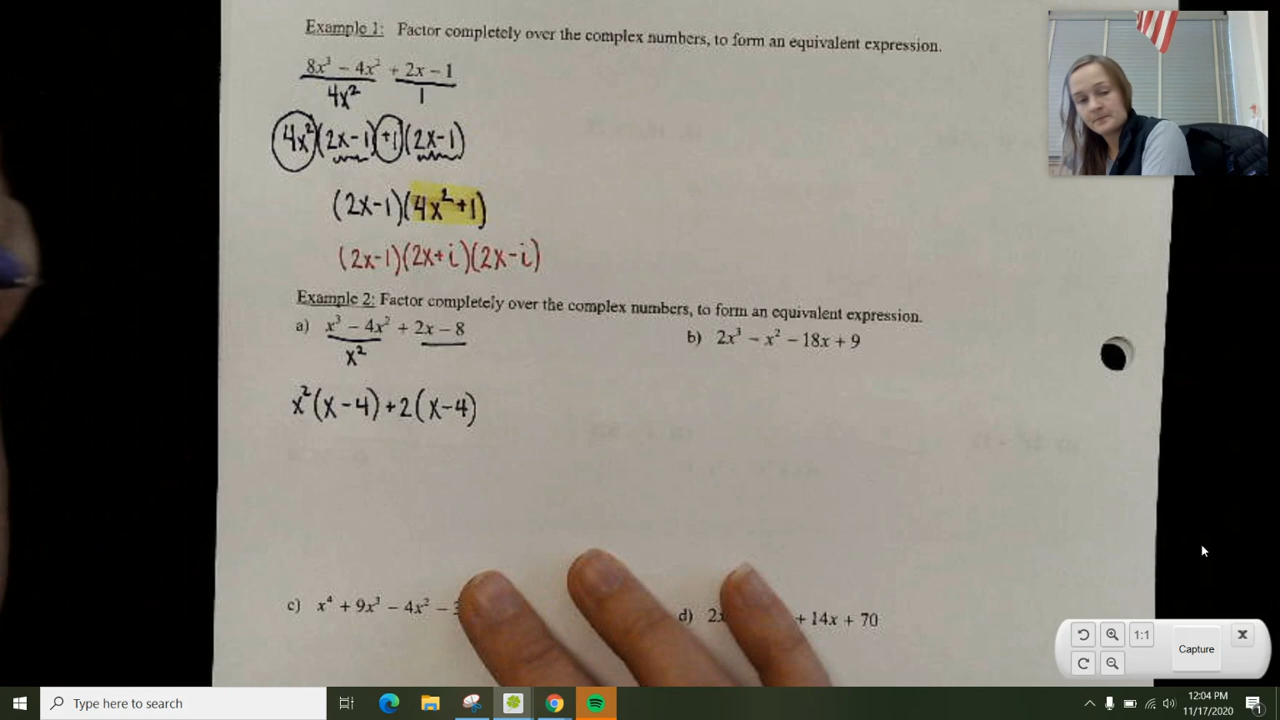 Example 1: Factor completely over the complex numbers, to form an equivalent expression.
8x³ − 4x² + 2x − 1
4x² 1
4x²(2x-1)+1(2x-1)
(2x-1)(4x²+1)
(2x-1)(2x+i)(2x-i)
Example 2: Factor completely over the complex numbers, to form an equivalent expression.
a) x³ − 4x² + 2x − 8
b) 2x³ − x² − 18x + 9
x²
x²(x-4)+2(x-4)
c) x⁴ + 9x³ − 4x² −
d) 2x + 14x + 70
1:1
Capture
Type here to search
12:04 PM
11/17/2020